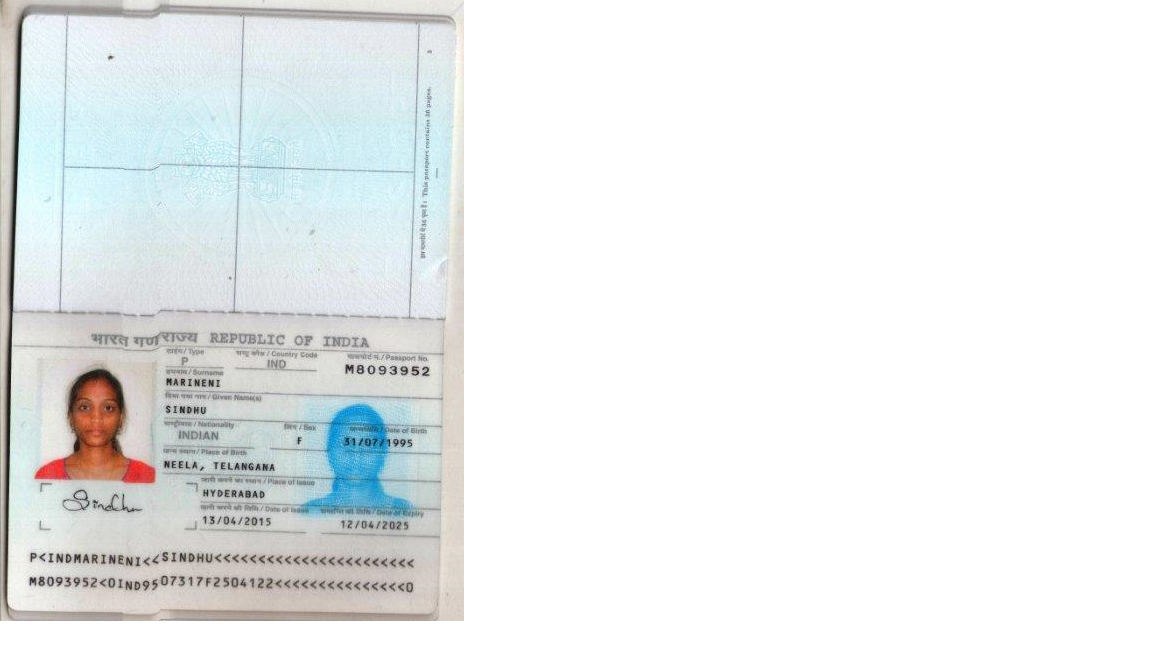 3
This passport contains 36 pages.
भारत गणराज्य REPUBLIC OF INDIA
टाइप / Type
राष्ट्र कोड / Country Code
पासपोर्ट नं. / Passport No.
P
IND
M8093952
उपनाम / Surname
MARINENI
दिया गया नाम / Given Name(s)
SINDHU
राष्ट्रीयता / Nationality
लिंग / Sex
जन्मतिथि / Date of Birth
INDIAN
F
31/07/1995
जन्म स्थान / Place of Birth
NEELA, TELANGANA
जारी करने का स्थान / Place of Issue
HYDERABAD
जारी करने की तिथि / Date of Issue
समाप्ति की तिथि / Date of Expiry
13/04/2015
12/04/2025
Sindhu
P<INDMARINENI<<SINDHU<<<<<<<<<<<<<<<<<<<<<<<
M8093952<0IND9507317F2504122<<<<<<<<<<<<<<<0